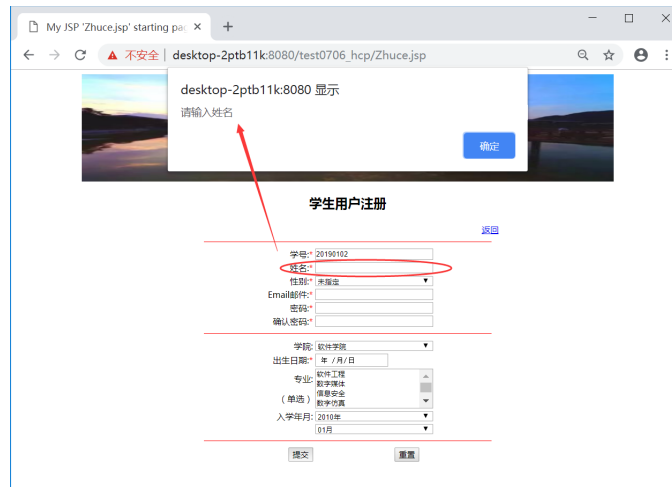 My JSP 'Zhuce.jsp' starting pag
不安全 | desktop-2ptb11k:8080/test0706_hcp/Zhuce.jsp
desktop-2ptb11k:8080 显示
请输入姓名
确定
学生用户注册
返回
学号:* 20190102
姓名:*
性别:* 未指定
Email邮件:*
密码:*
确认密码:*
学院: 软件学院
出生日期:* 年 /月/日
专业: 软件工程
数字媒体
(单选) 信息安全
数字仿真
入学年月: 2010年
01月
提交 重置